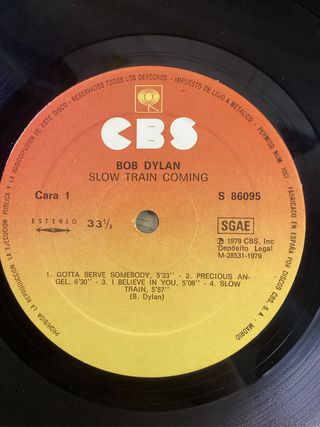 RESERVADOS TODOS LOS DERECHOS - IMPUESTO DE LUJO A METALICO - PERMISO NUM. 7053
FABRICADO EN ESPAÑA POR DISCOS CBS, S. A. - MADRID
PROHIBIDA LA REPRODUCCION, LA EJECUCION PUBLICA Y LA RADIODIFUSION DE ESTE DISCO -
CBS
BOB DYLAN
SLOW TRAIN COMING
Cara 1
S 86095
ESTEREO
33⅓
SGAE
℗ 1979 CBS, Inc.
Depósito Legal
M-28531-1979
1. GOTTA SERVE SOMEBODY, 5'23'' - 2. PRECIOUS AN-
GEL, 6'30'' - 3. I BELIEVE IN YOU, 5'08'' - 4. SLOW
TRAIN, 5'57''
(B. Dylan)